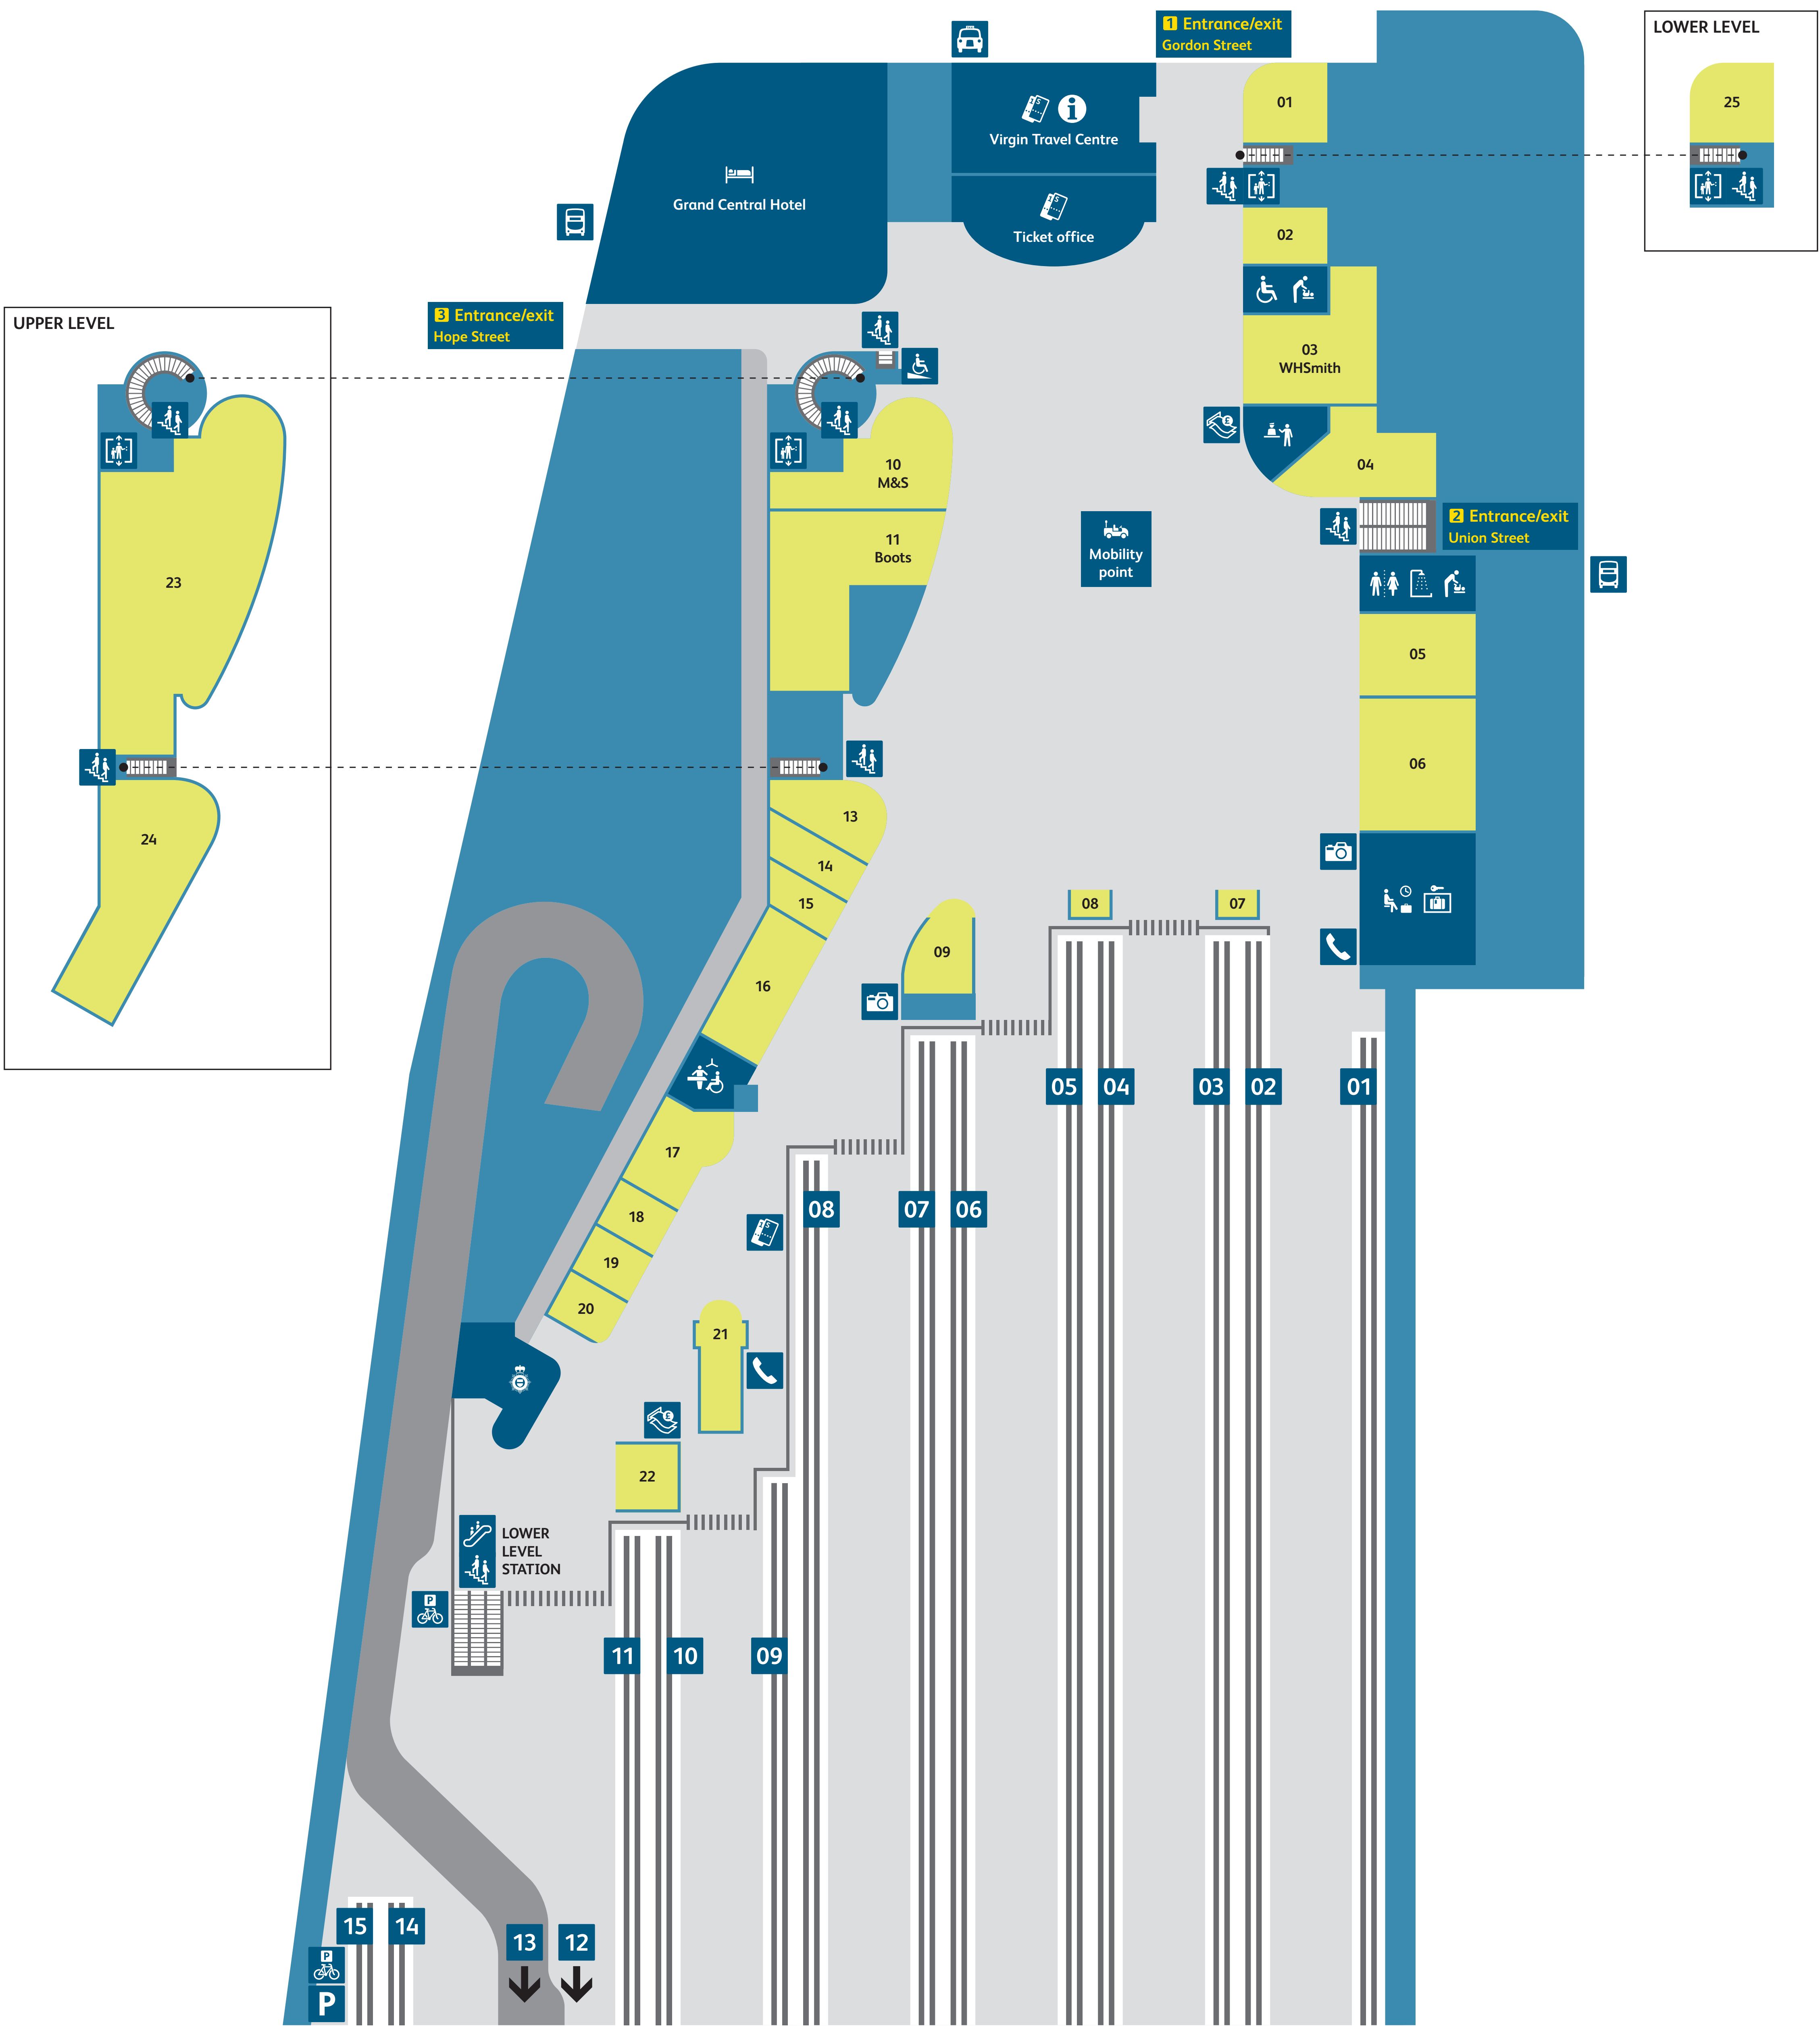 1 Entrance/exit
Gordon Street
LOWER LEVEL
25
01
Virgin Travel Centre
Grand Central Hotel
Ticket office
02
UPPER LEVEL
3 Entrance/exit
Hope Street
03
WHSmith
04
10
M&S
2 Entrance/exit
Union Street
11
Boots
Mobility
point
23
05
06
13
24
14
15
08
07
09
16
05
04
03
02
01
17
08
07
06
18
19
20
21
22
LOWER
LEVEL
STATION
P
11
10
09
15
14
13
12
P
P